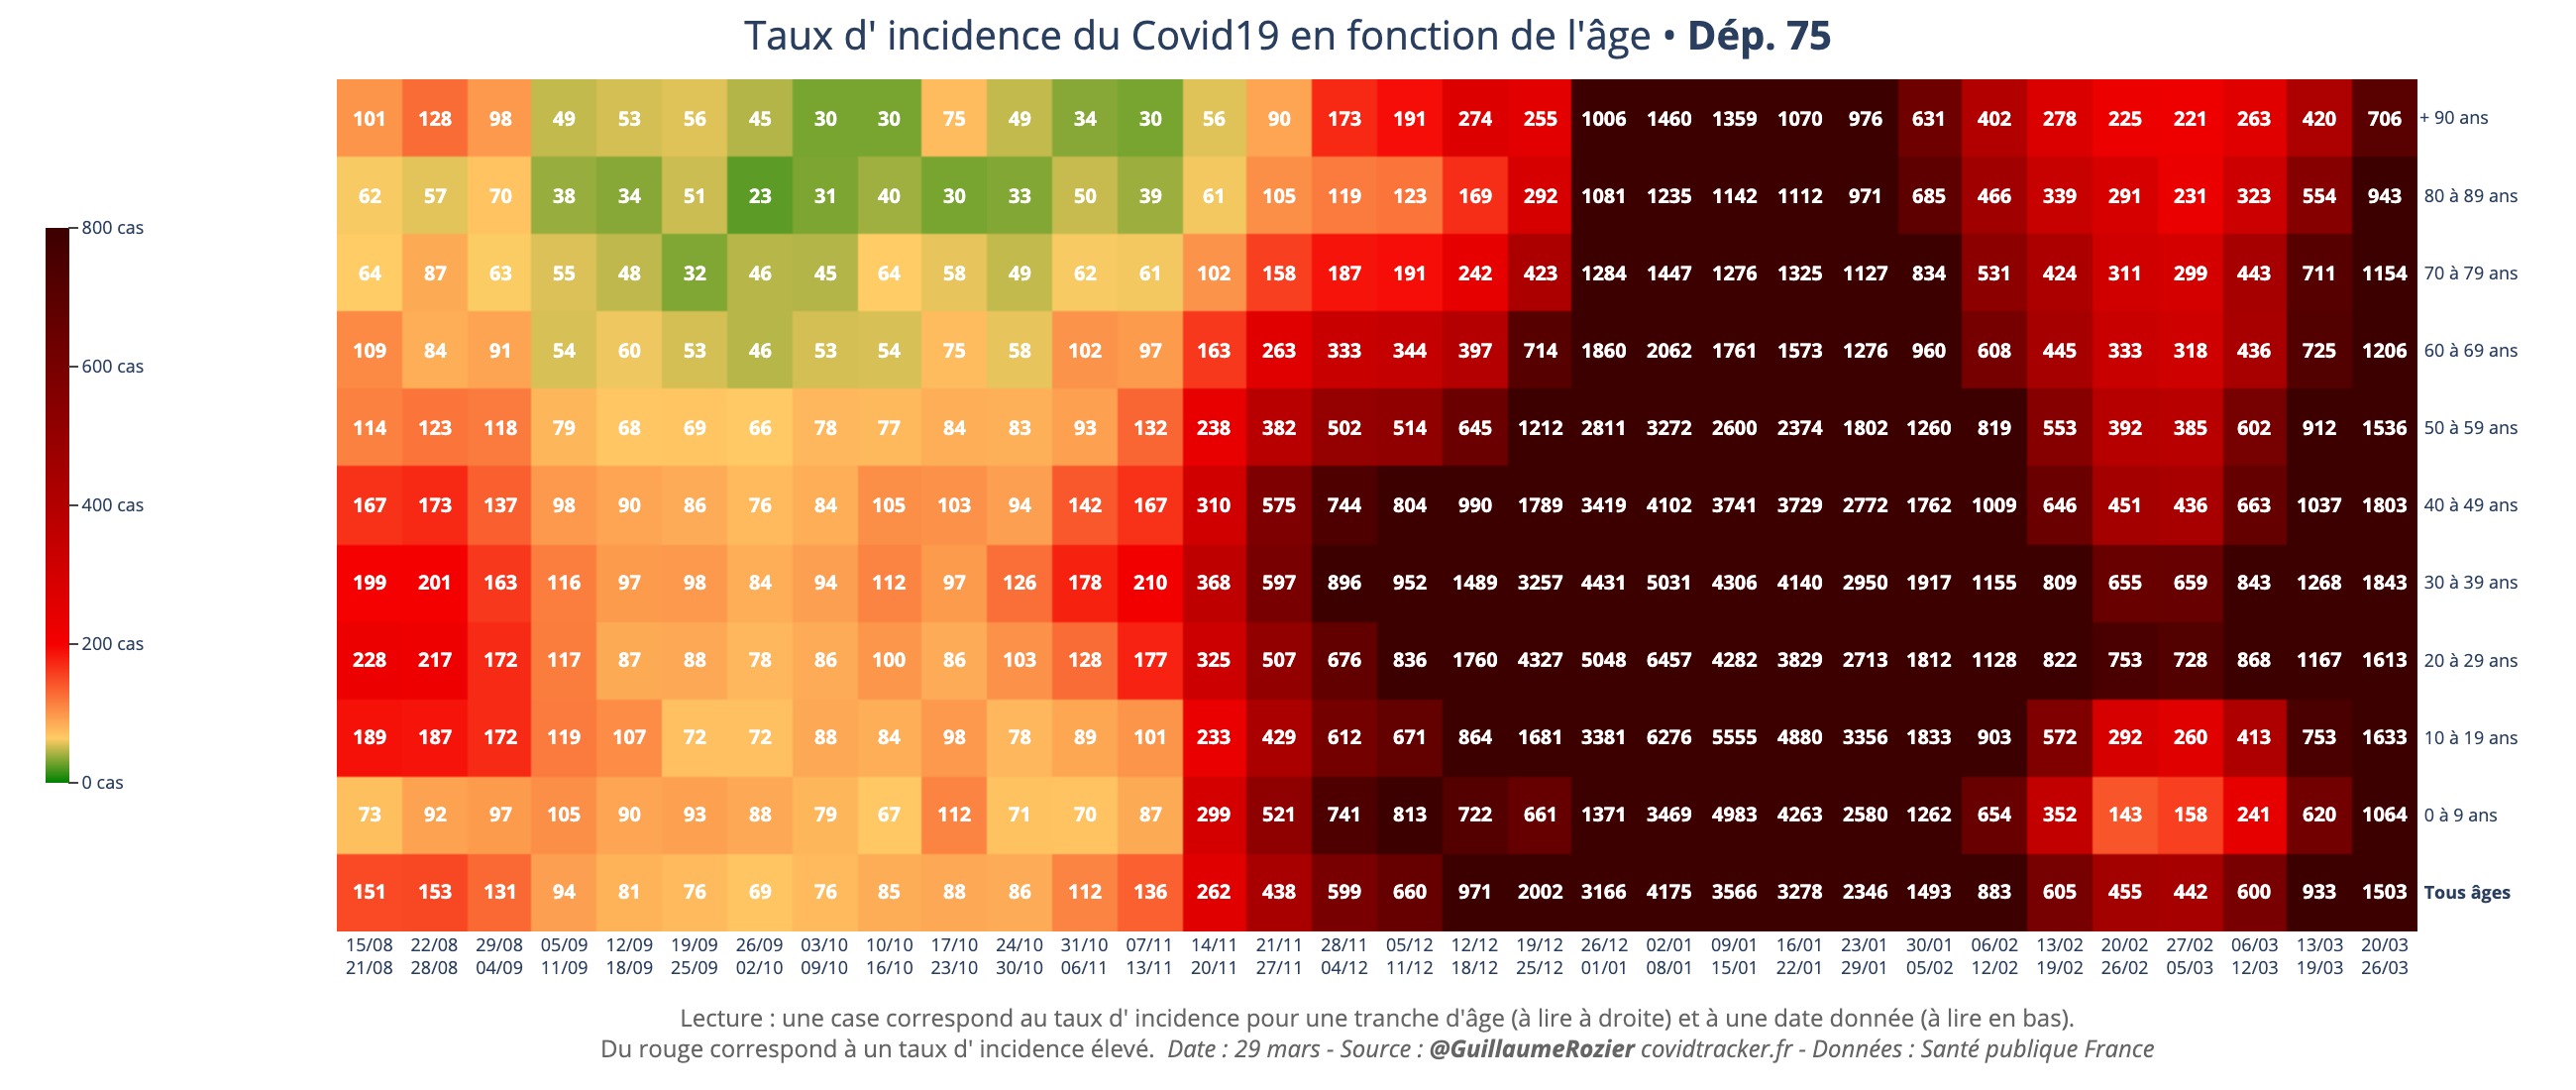 Taux d' incidence du Covid19 en fonction de l'âge • Dép. 75
800 cas
600 cas
400 cas
200 cas
0 cas
101 128 98 49 53 56 45 30 30 75 49 34 30 56 90 173 191 274 255 1006 1460 1359 1070 976 631 402 278 225 221 263 420 706 + 90 ans
62 57 70 38 34 51 23 31 40 30 33 50 39 61 105 119 123 169 292 1081 1235 1142 1112 971 685 466 339 291 231 323 554 943 80 à 89 ans
64 87 63 55 48 32 46 45 64 58 49 62 61 102 158 187 191 242 423 1284 1447 1276 1325 1127 834 531 424 311 299 443 711 1154 70 à 79 ans
109 84 91 54 60 53 46 53 54 75 58 102 97 163 263 333 344 397 714 1860 2062 1761 1573 1276 960 608 445 333 318 436 725 1206 60 à 69 ans
114 123 118 79 68 69 66 78 77 84 83 93 132 238 382 502 514 645 1212 2811 3272 2600 2374 1802 1260 819 553 392 385 602 912 1536 50 à 59 ans
167 173 137 98 90 86 76 84 105 103 94 142 167 310 575 744 804 990 1789 3419 4102 3741 3729 2772 1762 1009 646 451 436 663 1037 1803 40 à 49 ans
199 201 163 116 97 98 84 94 112 97 126 178 210 368 597 896 952 1489 3257 4431 5031 4306 4140 2950 1917 1155 809 655 659 843 1268 1843 30 à 39 ans
228 217 172 117 87 88 78 86 100 86 103 128 177 325 507 676 836 1760 4327 5048 6457 4282 3829 2713 1812 1128 822 753 728 868 1167 1613 20 à 29 ans
189 187 172 119 107 72 72 88 84 98 78 89 101 233 429 612 671 864 1681 3381 6276 5555 4880 3356 1833 903 572 292 260 413 753 1633 10 à 19 ans
73 92 97 105 90 93 88 79 67 112 71 70 87 299 521 741 813 722 661 1371 3469 4983 4263 2580 1262 654 352 143 158 241 620 1064 0 à 9 ans
151 153 131 94 81 76 69 76 85 88 86 112 136 262 438 599 660 971 2002 3166 4175 3566 3278 2346 1493 883 605 455 442 600 933 1503 Tous âges
15/08 22/08 29/08 05/09 12/09 19/09 26/09 03/10 10/10 17/10 24/10 31/10 07/11 14/11 21/11 28/11 05/12 12/12 19/12 26/12 02/01 09/01 16/01 23/01 30/01 06/02 13/02 20/02 27/02 06/03 13/03 20/03
21/08 28/08 04/09 11/09 18/09 25/09 02/10 09/10 16/10 23/10 30/10 06/11 13/11 20/11 27/11 04/12 11/12 18/12 25/12 01/01 08/01 15/01 22/01 29/01 05/02 12/02 19/02 26/02 05/03 12/03 19/03 26/03
Lecture : une case correspond au taux d' incidence pour une tranche d'âge (à lire à droite) et à une date donnée (à lire en bas).
Du rouge correspond à un taux d' incidence élevé. Date : 29 mars - Source : @GuillaumeRozier covidtracker.fr - Données : Santé publique France